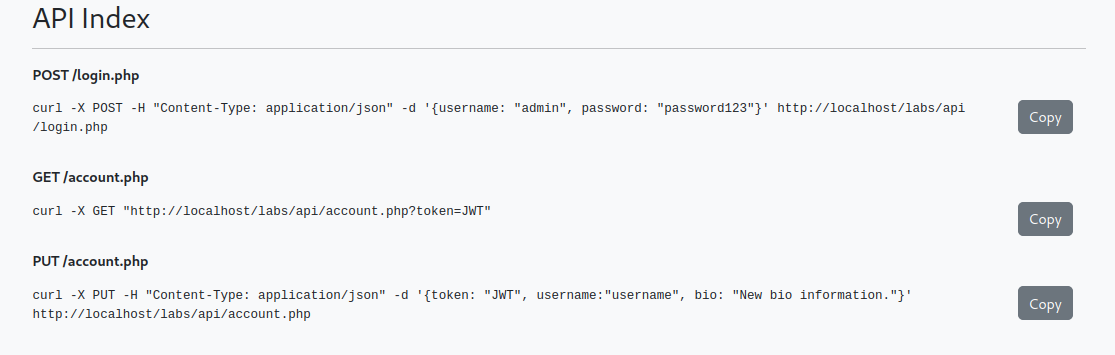 API Index
POST /login.php
curl -X POST -H "Content-Type: application/json" -d '{username: "admin", password: "password123"}' http://localhost/labs/api
/login.php
Copy
GET /account.php
curl -X GET "http://localhost/labs/api/account.php?token=JWT"
Copy
PUT /account.php
curl -X PUT -H "Content-Type: application/json" -d '{token: "JWT", username:"username", bio: "New bio information."}'
http://localhost/labs/api/account.php
Copy